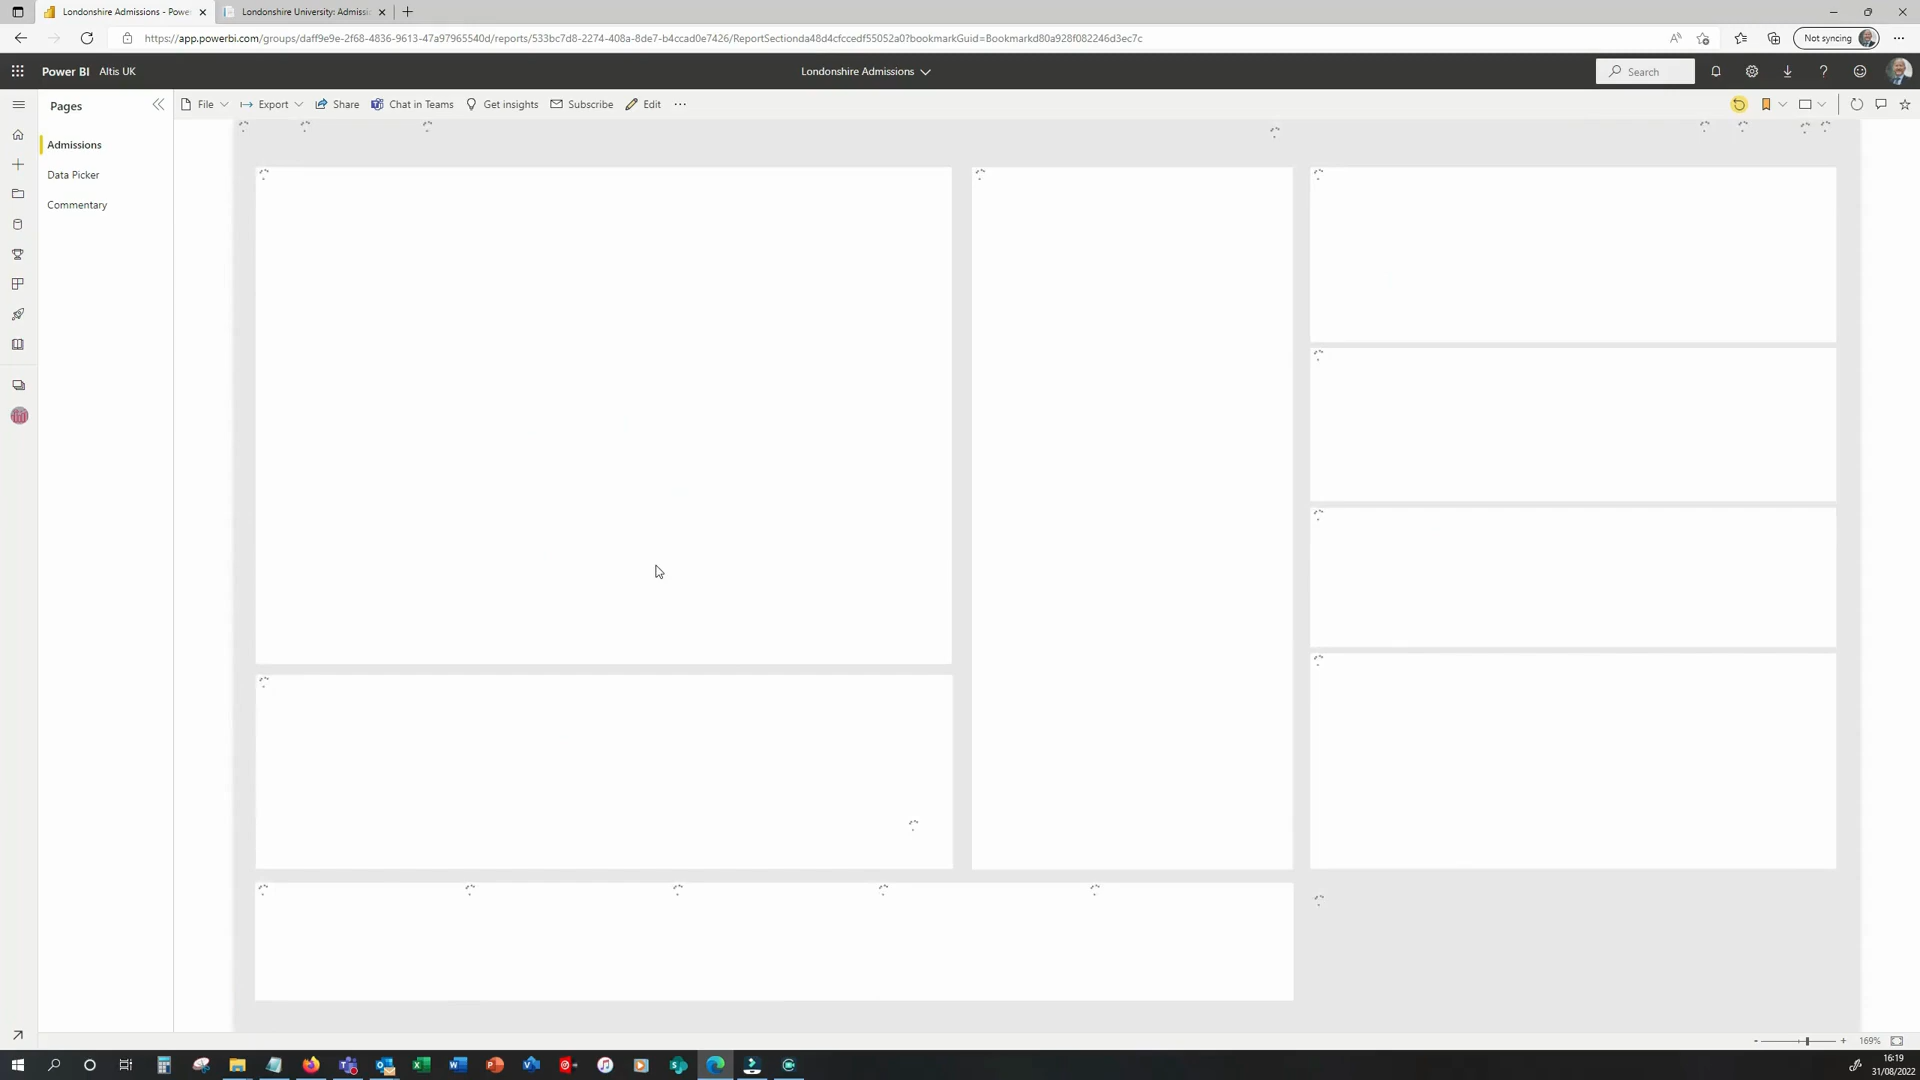 Londonshire Admissions - Powe
Londonshire University: Admissi
https://app.powerbi.com/groups/daff9e9e-2f68-4836-9613-47a97965540d/reports/533bc7d8-2274-408a-8de7-b4ccad0e7426/ReportSectionda48d4cfccedf55052a0?bookmarkGuid=Bookmarkd80a928f082246d3ec7c
Not syncing
Power BI Altis UK
Londonshire Admissions
Search
Pages
File
Export
Share
Chat in Teams
Get insights
Subscribe
Edit
Admissions
Data Picker
Commentary
169%
16:19
31/08/2022